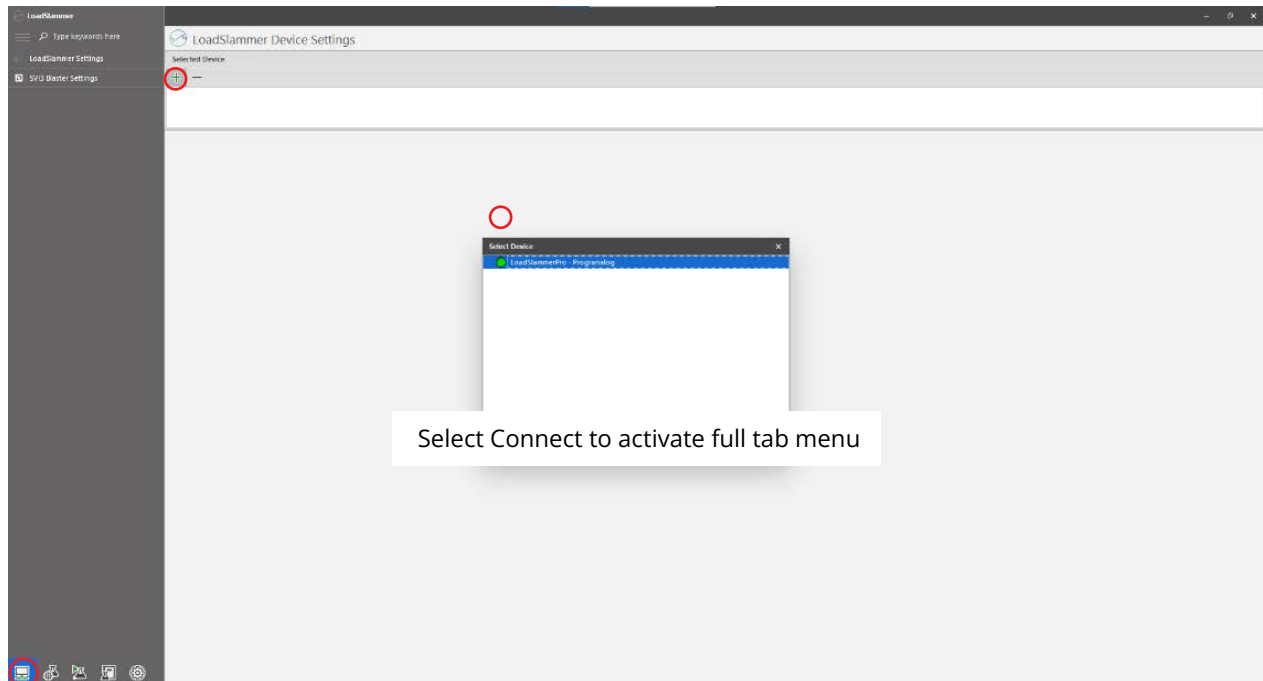 LoadSlammer
Type keywords here
LoadSlammer Device Settings
LoadSlammer Settings
Selected Device
SVID Blaster Settings
Select Device
LoadSlammerPro - Programalog
Select Connect to activate full tab menu